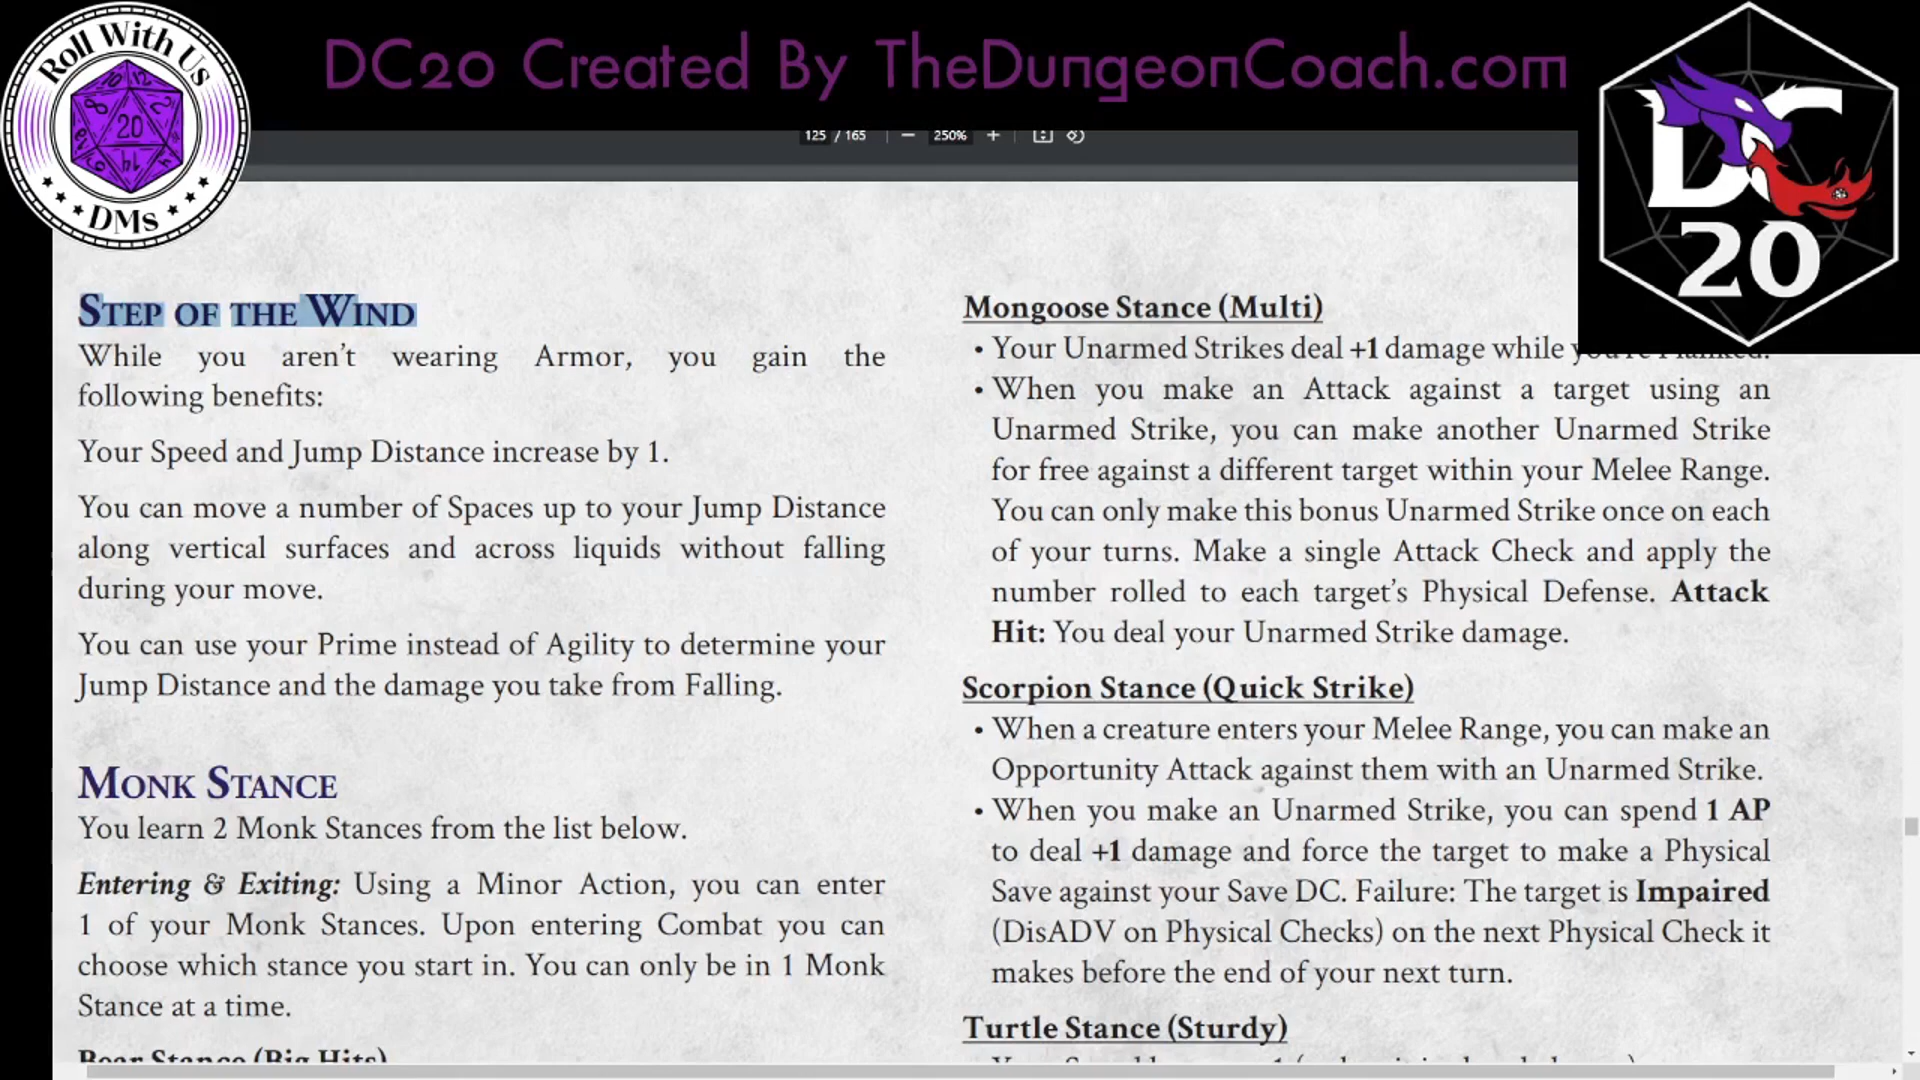 Roll With Us
20
DMs
DC20 Created By TheDungeonCoach.com
DC
20
125 / 165
250%
STEP OF THE WIND
While you aren't wearing Armor, you gain the
following benefits:
Your Speed and Jump Distance increase by 1.
You can move a number of Spaces up to your Jump Distance
along vertical surfaces and across liquids without falling
during your move.
You can use your Prime instead of Agility to determine your
Jump Distance and the damage you take from Falling.
MONK STANCE
You learn 2 Monk Stances from the list below.
Entering & Exiting: Using a Minor Action, you can enter
1 of your Monk Stances. Upon entering Combat you can
choose which stance you start in. You can only be in 1 Monk
Stance at a time.
Bear Stance (Big Hits)
Mongoose Stance (Multi)
• Your Unarmed Strikes deal +1 damage while you're Flanked.
• When you make an Attack against a target using an
Unarmed Strike, you can make another Unarmed Strike
for free against a different target within your Melee Range.
You can only make this bonus Unarmed Strike once on each
of your turns. Make a single Attack Check and apply the
number rolled to each target's Physical Defense. Attack
Hit: You deal your Unarmed Strike damage.
Scorpion Stance (Quick Strike)
• When a creature enters your Melee Range, you can make an
Opportunity Attack against them with an Unarmed Strike.
• When you make an Unarmed Strike, you can spend 1 AP
to deal +1 damage and force the target to make a Physical
Save against your Save DC. Failure: The target is Impaired
(DisADV on Physical Checks) on the next Physical Check it
makes before the end of your next turn.
Turtle Stance (Sturdy)